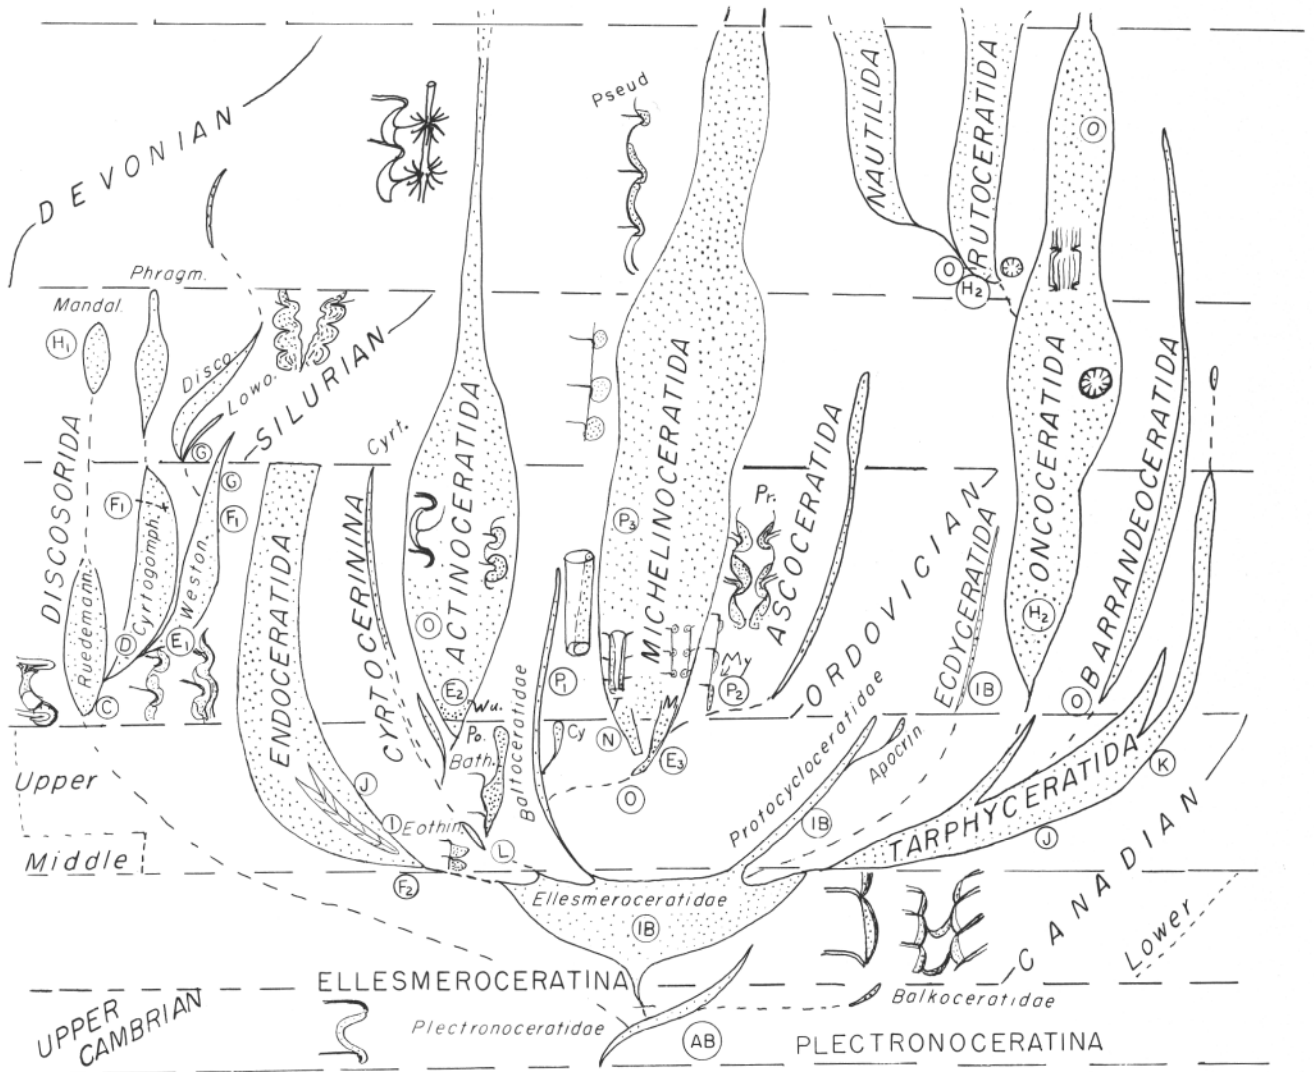 DEVONIAN
Pseud
NAUTILIDA
RUTOCERATIDA
O
O
H2
Phragm.
Mandal.
H1
Disco.
Lowo.
SILURIAN
G
Cyrt.
DISCOSORIDA
F1
Cyrtogomph.
Weston.
G
F1
Ruedemann.
D
E1
C
ENDOCERATIDA
CYRTOCERININA
ACTINOCERATIDA
O
E2
Wu.
Po.
Bath.
Baltoceratidae
P1
Cy
MICHELINOCERATIDA
P3
T
M
N
E3
O
My
P2
Pr.
ASCOCERATIDA
ORDOVICIAN
ECDYCERATIDA
IB
ONCOCERATIDA
H2
BARRANDEOCERATIDA
O
Upper
Middle
J
I
Eothin.
L
F2
Protocycloceratidae
Apocrin
IB
TARPHYCERATIDA
K
J
CANADIAN
Lower
Ellesmeroceratidae
IB
ELLESMEROCERATINA
UPPER
CAMBRIAN
Plectronoceratidae
AB
Balkoceratidae
PLECTRONOCERATINA